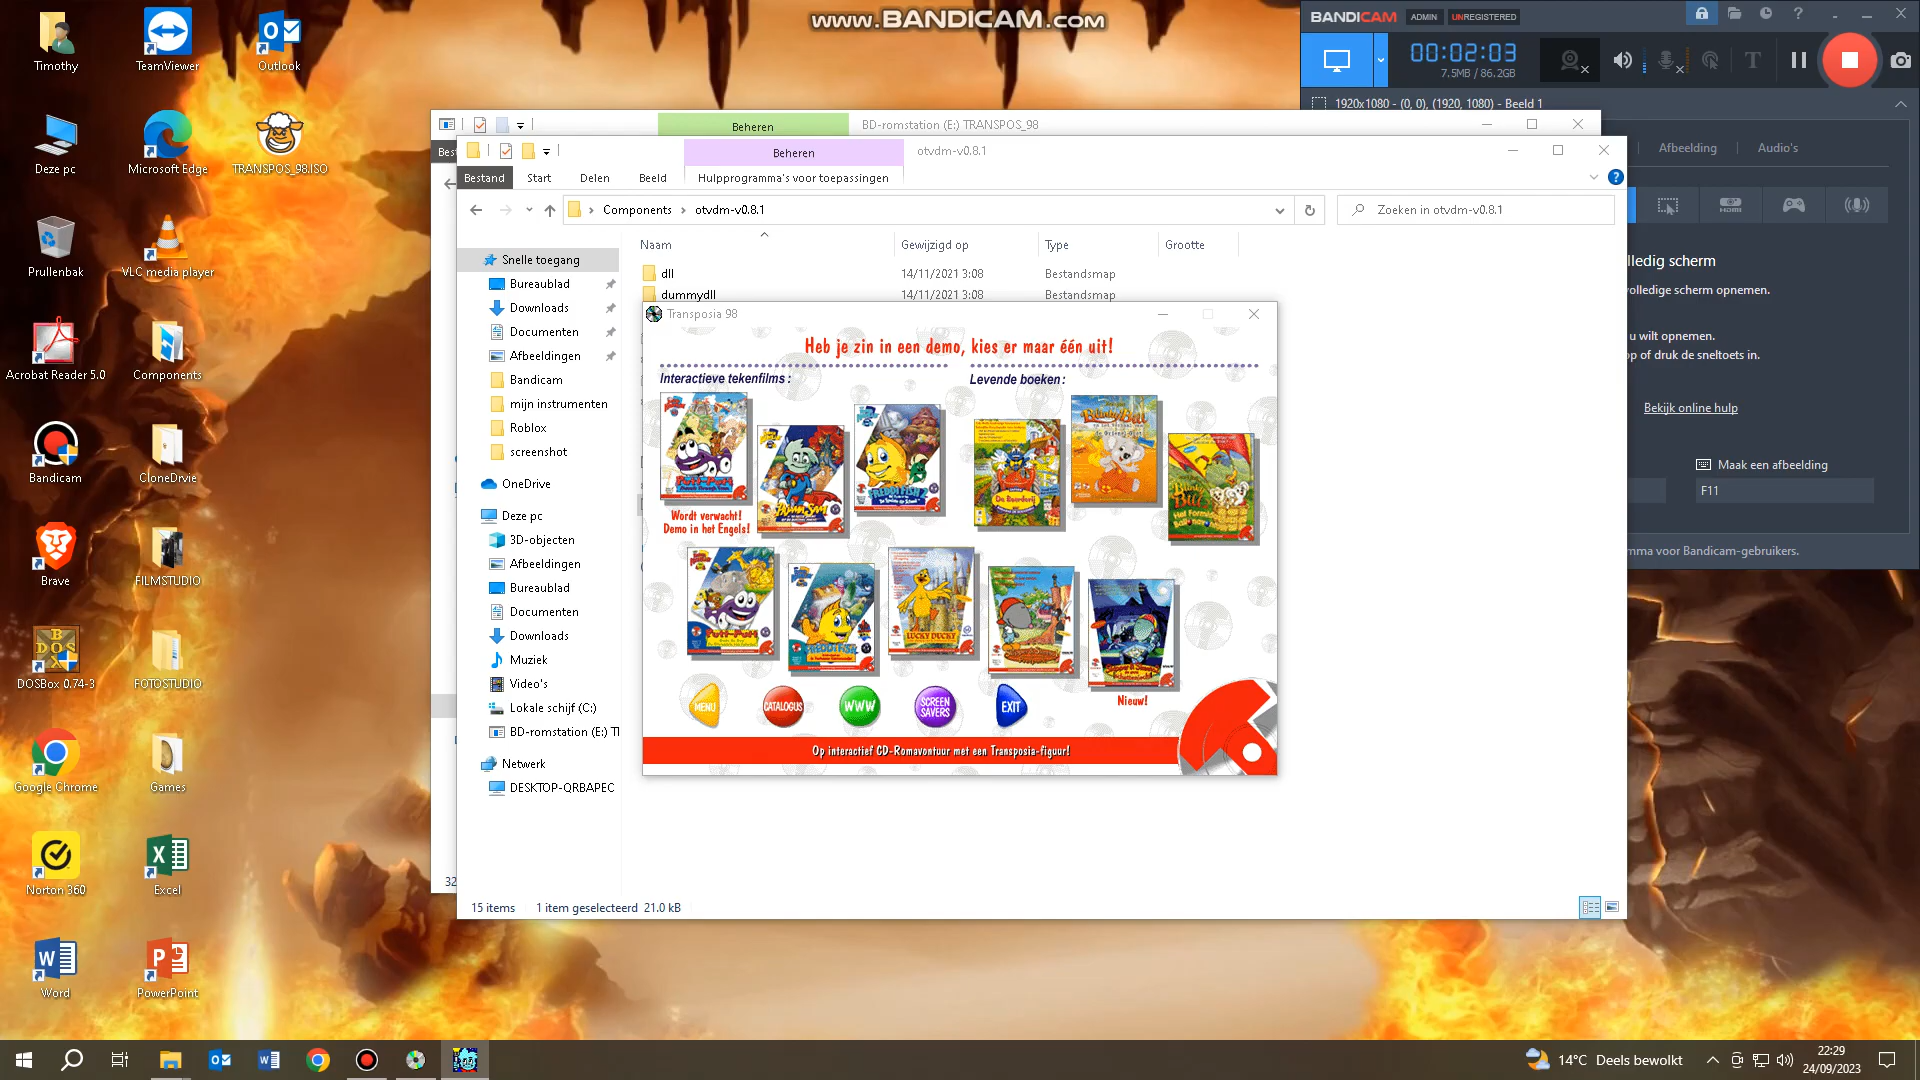 www.BANDICAM.com
BANDICAM ADMIN UNREGISTERED
00:02:03
7.5MB / 86.2GB
1920x1080 - (0, 0), (1920, 1080) - Beeld 1
Afbeelding
Audio's
lledig scherm
volledige scherm opnemen.
u wilt opnemen.
op of druk de sneltoets in.
Bekijk online hulp
Maak een afbeelding
F11
mma voor Bandicam-gebruikers.
Timothy
TeamViewer
Outlook
Deze pc
Microsoft Edge
TRANSPOS_98.ISO
Prullenbak
VLC media player
Acrobat Reader 5.0
Components
Bandicam
CloneDrvie
Brave
FILMSTUDIO
DOSBox 0.74-3
FOTOSTUDIO
Google Chrome
Games
Norton 360
Excel
Word
PowerPoint
Beheren
BD-romstation (E:) TRANSPOS_98
Best
32
Beheren
otvdm-v0.8.1
Bestand
Start
Delen
Beeld
Hulpprogramma's voor toepassingen
Components
otvdm-v0.8.1
Zoeken in otvdm-v0.8.1
Naam
Gewijzigd op
Type
Grootte
dll
14/11/2021 3:08
Bestandsmap
dummydll
14/11/2021 3:08
Bestandsmap
Snelle toegang
Bureaublad
Downloads
Documenten
Afbeeldingen
Bandicam
mijn instrumenten
Roblox
screenshot
OneDrive
Deze pc
3D-objecten
Afbeeldingen
Bureaublad
Documenten
Downloads
Muziek
Video's
Lokale schijf (C:)
BD-romstation (E:) TI
Netwerk
DESKTOP-QRBAPEC
15 items
1 item geselecteerd 21.0 kB
Transposia 98
Heb je zin in een demo, kies er maar één uit!
Interactieve tekenfilms :
Levende boeken :
Wordt verwacht!
Demo in het Engels!
Nieuw!
MENU
CATALOGUS
WWW
SCREEN
SAVERS
EXIT
Op interactief CD-Romavontuur met een Transposia-figuur!
14°C Deels bewolkt
22:29
24/09/2023